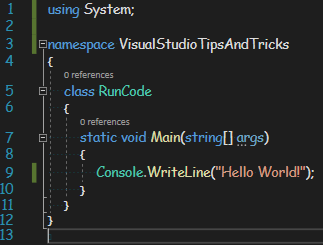 1 using System;
2
3 namespace VisualStudioTipsAndTricks
4 {
0 references
5 class RunCode
6 {
0 references
7 static void Main(string[] args)
8 {
9 Console.WriteLine("Hello World!");
10 }
11 }
12 }
13